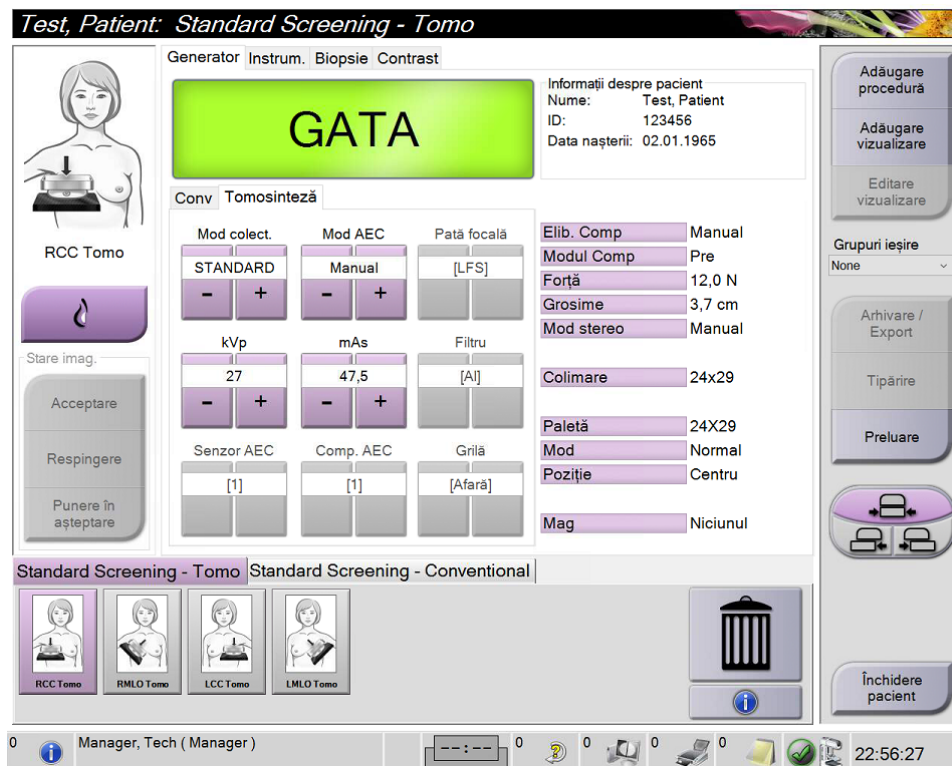 Test, Patient: Standard Screening - Tomo
Generator Instrum. Biopsie Contrast
GATA
Informații despre pacient
Nume: Test, Patient
ID: 123456
Data nașterii: 02.01.1965
RCC Tomo
Stare imag.
Acceptare
Respingere
Punere în
așteptare
Conv Tomosinteză
Mod colect. Mod AEC Pată focală
STANDARD Manual [LFS]
- + - +
kVp mAs Filtru
27 47,5 [Al]
- + - +
Senzor AEC Comp. AEC Grilă
[1] [1] [Afară]
Elib. Comp Manual
Modul Comp Pre
Forță 12,0 N
Grosime 3,7 cm
Mod stereo Manual
Colimare 24x29
Paletă 24X29
Mod Normal
Poziție Centru
Mag Niciunul
Adăugare
procedură
Adăugare
vizualizare
Editare
vizualizare
Grupuri ieșire
None
Arhivare /
Export
Tipărire
Preluare
Închidere
pacient
Standard Screening - Tomo Standard Screening - Conventional
RCC Tomo RMLO Tomo LCC Tomo LMLO Tomo
0 Manager, Tech ( Manager ) --:-- 0 0 0 0 22:56:27